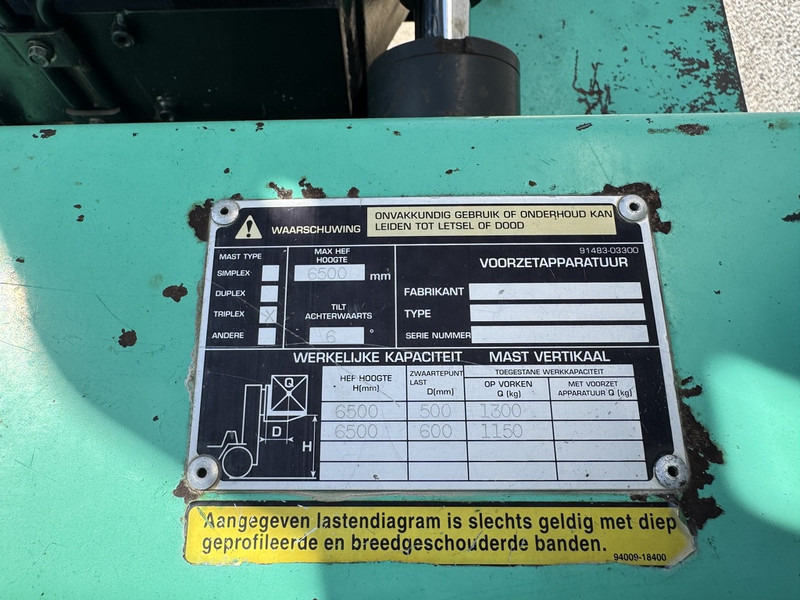 WAARSCHUWING
ONVAKKUNDIG GEBRUIK OF ONDERHOUD KAN
LEIDEN TOT LETSEL OF DOOD
91483-03300
MAST TYPE
SIMPLEX
DUPLEX
TRIPLEX X
ANDERE
MAX HEF
HOOGTE
6500 mm
TILT
ACHTERWAARTS
6 °
VOORZETAPPARATUUR
FABRIKANT
TYPE
SERIE NUMMER
WERKELIJKE KAPACITEIT MAST VERTIKAAL
HEF HOOGTE
H(mm)
ZWAARTEPUNT
LAST
D(mm)
TOEGESTANE WERKKAPACITEIT
OP VORKEN
Q (kg)
MET VOORZET
APPARATUUR Q (kg)
6500 500 1300
6500 600 1150
Q
D
H
Aangegeven lastendiagram is slechts geldig met diep
geprofileerde en breedgeschouderde banden.
94009-18400